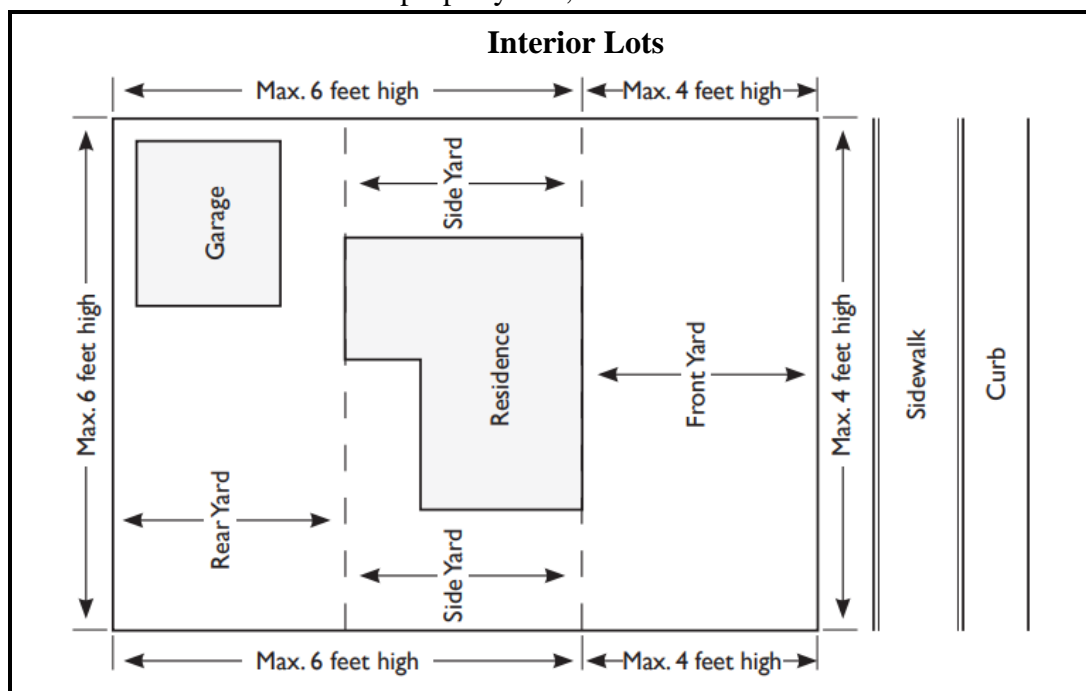 Interior Lots
Max. 6 feet high
Max. 4 feet high
Side Yard
Garage
Max. 6 feet high
Residence
Front Yard
Max. 4 feet high
Sidewalk
Curb
Rear Yard
Side Yard
Max. 6 feet high
Max. 4 feet high